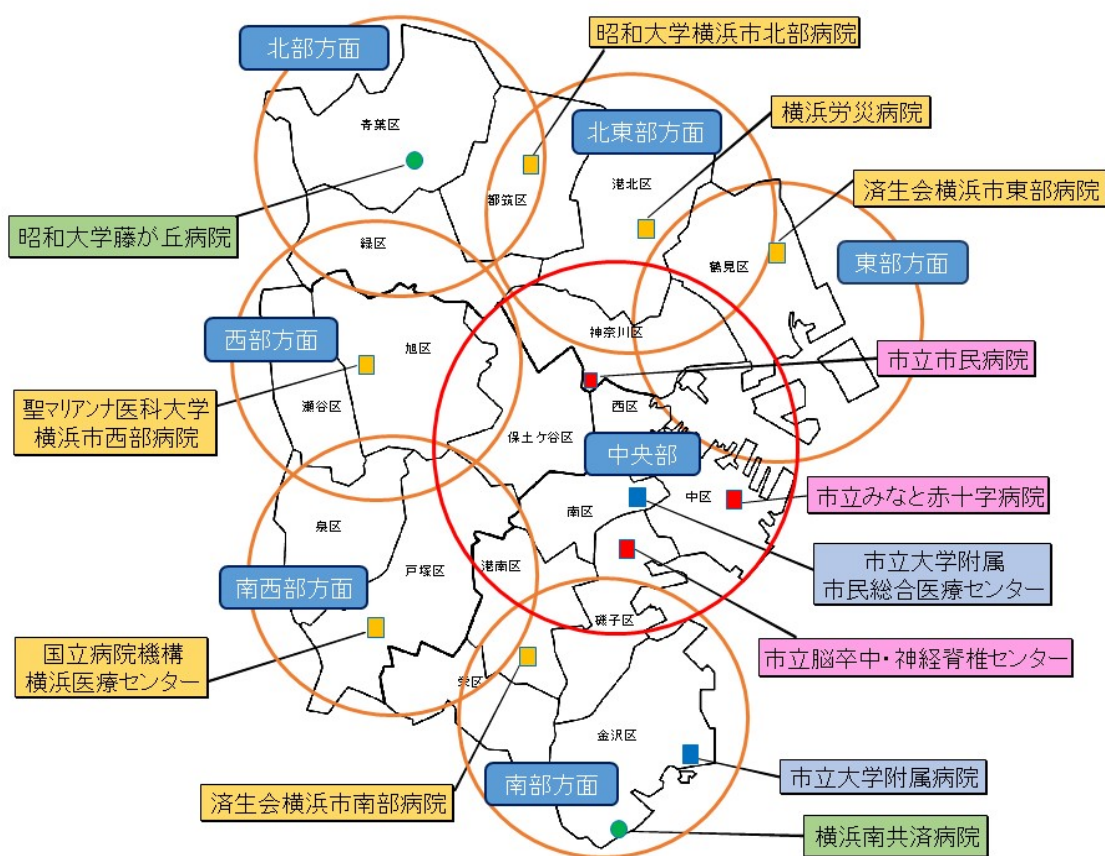 昭和大学横浜市北部病院
北部方面
横浜労災病院
北東部方面
青葉区
港北区
都筑区
済生会横浜市東部病院
昭和大学藤が丘病院
緑区
鶴見区
東部方面
神奈川区
西部方面
旭区
市立市民病院
聖マリアンナ医科大学
横浜市西部病院
瀬谷区
西区
保土ケ谷区
中央部
中区
市立みなと赤十字病院
南区
泉区
戸塚区
港南区
市立大学附属
市民総合医療センター
南西部方面
磯子区
国立病院機構
横浜医療センター
市立脳卒中・神経脊椎センター
栄区
金沢区
市立大学附属病院
南部方面
済生会横浜市南部病院
横浜南共済病院